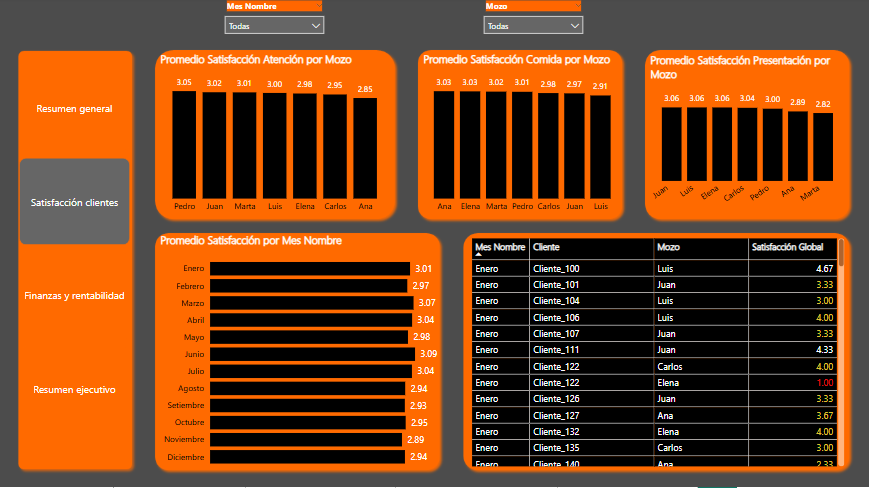 Mes Nombre
Todas
Mozo
Todas
Resumen general
Satisfacción clientes
Finanzas y rentabilidad
Resumen ejecutivo
Promedio Satisfacción Atención por Mozo
3.05 3.02 3.01 3.00 2.98 2.95 2.85
Pedro Juan Marta Luis Elena Carlos Ana
Promedio Satisfacción Comida por Mozo
3.03 3.03 3.02 3.01 2.98 2.97 2.91
Ana Elena Marta Pedro Carlos Juan Luis
Promedio Satisfacción Presentación por
Mozo
3.06 3.06 3.06 3.04 3.00 2.89 2.82
Juan Luis Elena Carlos Pedro Ana Marta
Promedio Satisfacción por Mes Nombre
Enero 3.01
Febrero 2.97
Marzo 3.07
Abril 3.04
Mayo 2.98
Junio 3.09
Julio 3.04
Agosto 2.94
Setiembre 2.93
Octubre 2.95
Noviembre 2.89
Diciembre 2.94
Mes Nombre Cliente Mozo Satisfacción Global
Enero Cliente_100 Luis 4.67
Enero Cliente_101 Juan 3.33
Enero Cliente_104 Luis 3.00
Enero Cliente_106 Luis 4.00
Enero Cliente_107 Juan 3.33
Enero Cliente_111 Juan 4.33
Enero Cliente_122 Carlos 4.00
Enero Cliente_122 Elena 1.00
Enero Cliente_126 Juan 3.33
Enero Cliente_127 Ana 3.67
Enero Cliente_132 Elena 4.00
Enero Cliente_135 Carlos 3.00
Enero Cliente_140 Ana 2.33